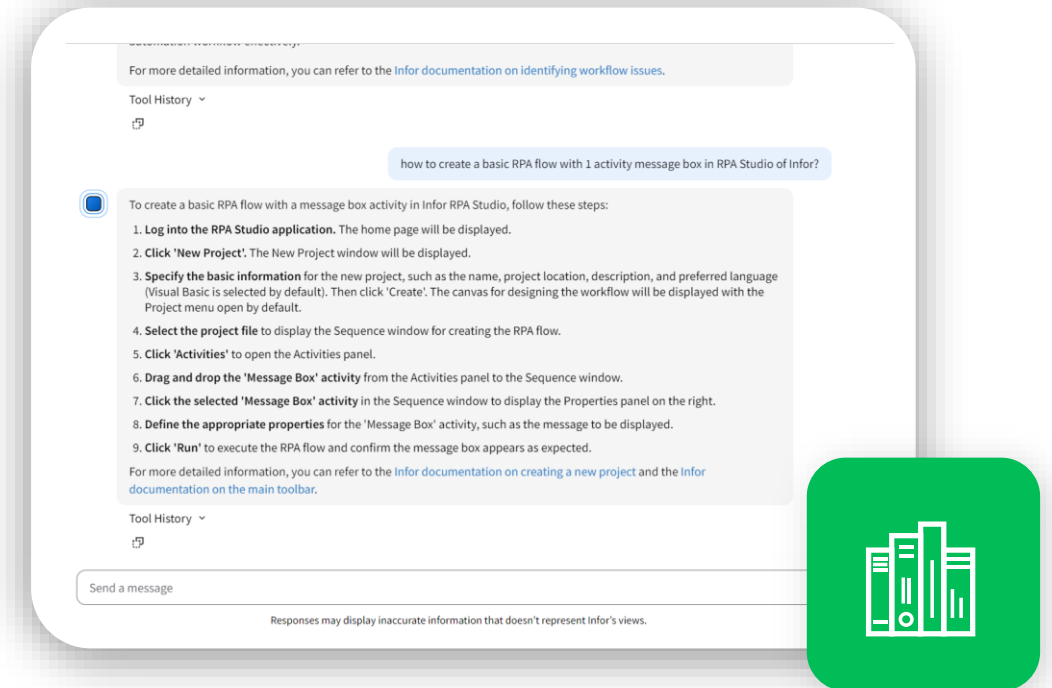 For more detailed information, you can refer to the Infor documentation on identifying workflow issues.
Tool History
how to create a basic RPA flow with 1 activity message box in RPA Studio of Infor?
To create a basic RPA flow with a message box activity in Infor RPA Studio, follow these steps:
1. Log into the RPA Studio application. The home page will be displayed.
2. Click 'New Project'. The New Project window will be displayed.
3. Specify the basic information for the new project, such as the name, project location, description, and preferred language
(Visual Basic is selected by default). Then click 'Create'. The canvas for designing the workflow will be displayed with the
Project menu open by default.
4. Select the project file to display the Sequence window for creating the RPA flow.
5. Click 'Activities' to open the Activities panel.
6. Drag and drop the 'Message Box' activity from the Activities panel to the Sequence window.
7. Click the selected 'Message Box' activity in the Sequence window to display the Properties panel on the right.
8. Define the appropriate properties for the 'Message Box' activity, such as the message to be displayed.
9. Click 'Run' to execute the RPA flow and confirm the message box appears as expected.
For more detailed information, you can refer to the Infor documentation on creating a new project and the Infor
documentation on the main toolbar.
Tool History
Send a message
Responses may display inaccurate information that doesn't represent Infor's views.